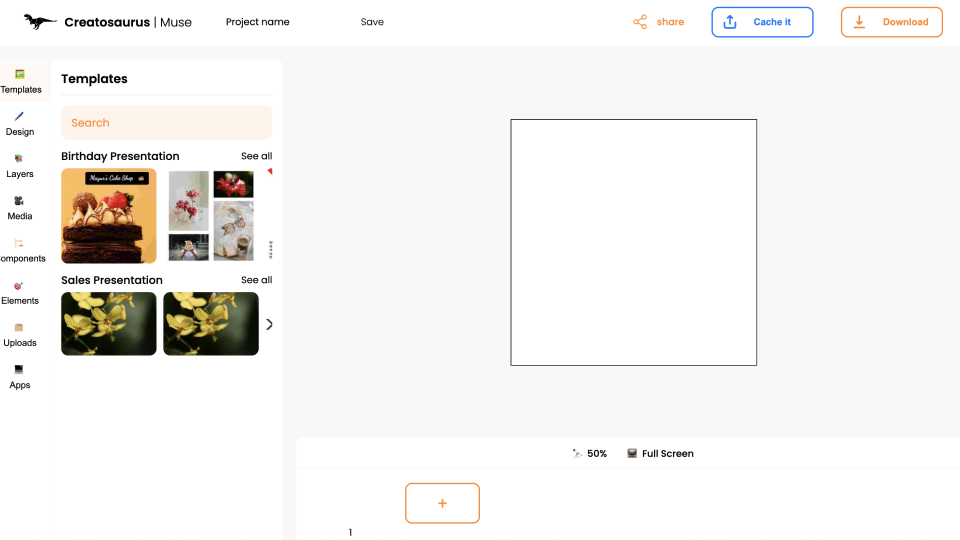 Creatosaurus | Muse
Project name
Save
share
Cache it
Download
Templates
Design
Layers
Media
omponents
Elements
Uploads
Apps
Templates
Search
Birthday Presentation
See all
Mayur's Cake Shop
Sales Presentation
See all
50%
Full Screen
+
1